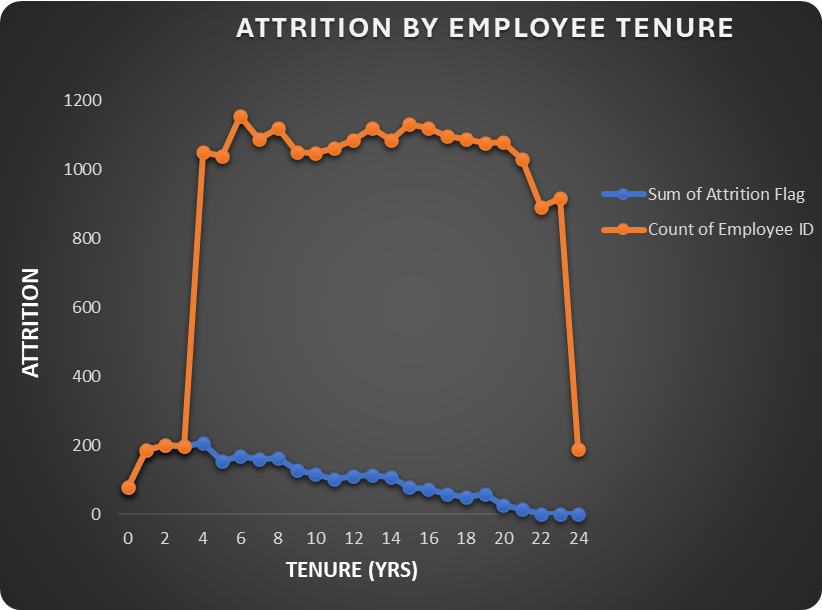 ATTRITION BY EMPLOYEE TENURE
1200
1000
800
600
400
200
0
ATTRITION
0 2 4 6 8 10 12 14 16 18 20 22 24
TENURE (YRS)
Sum of Attrition Flag
Count of Employee ID